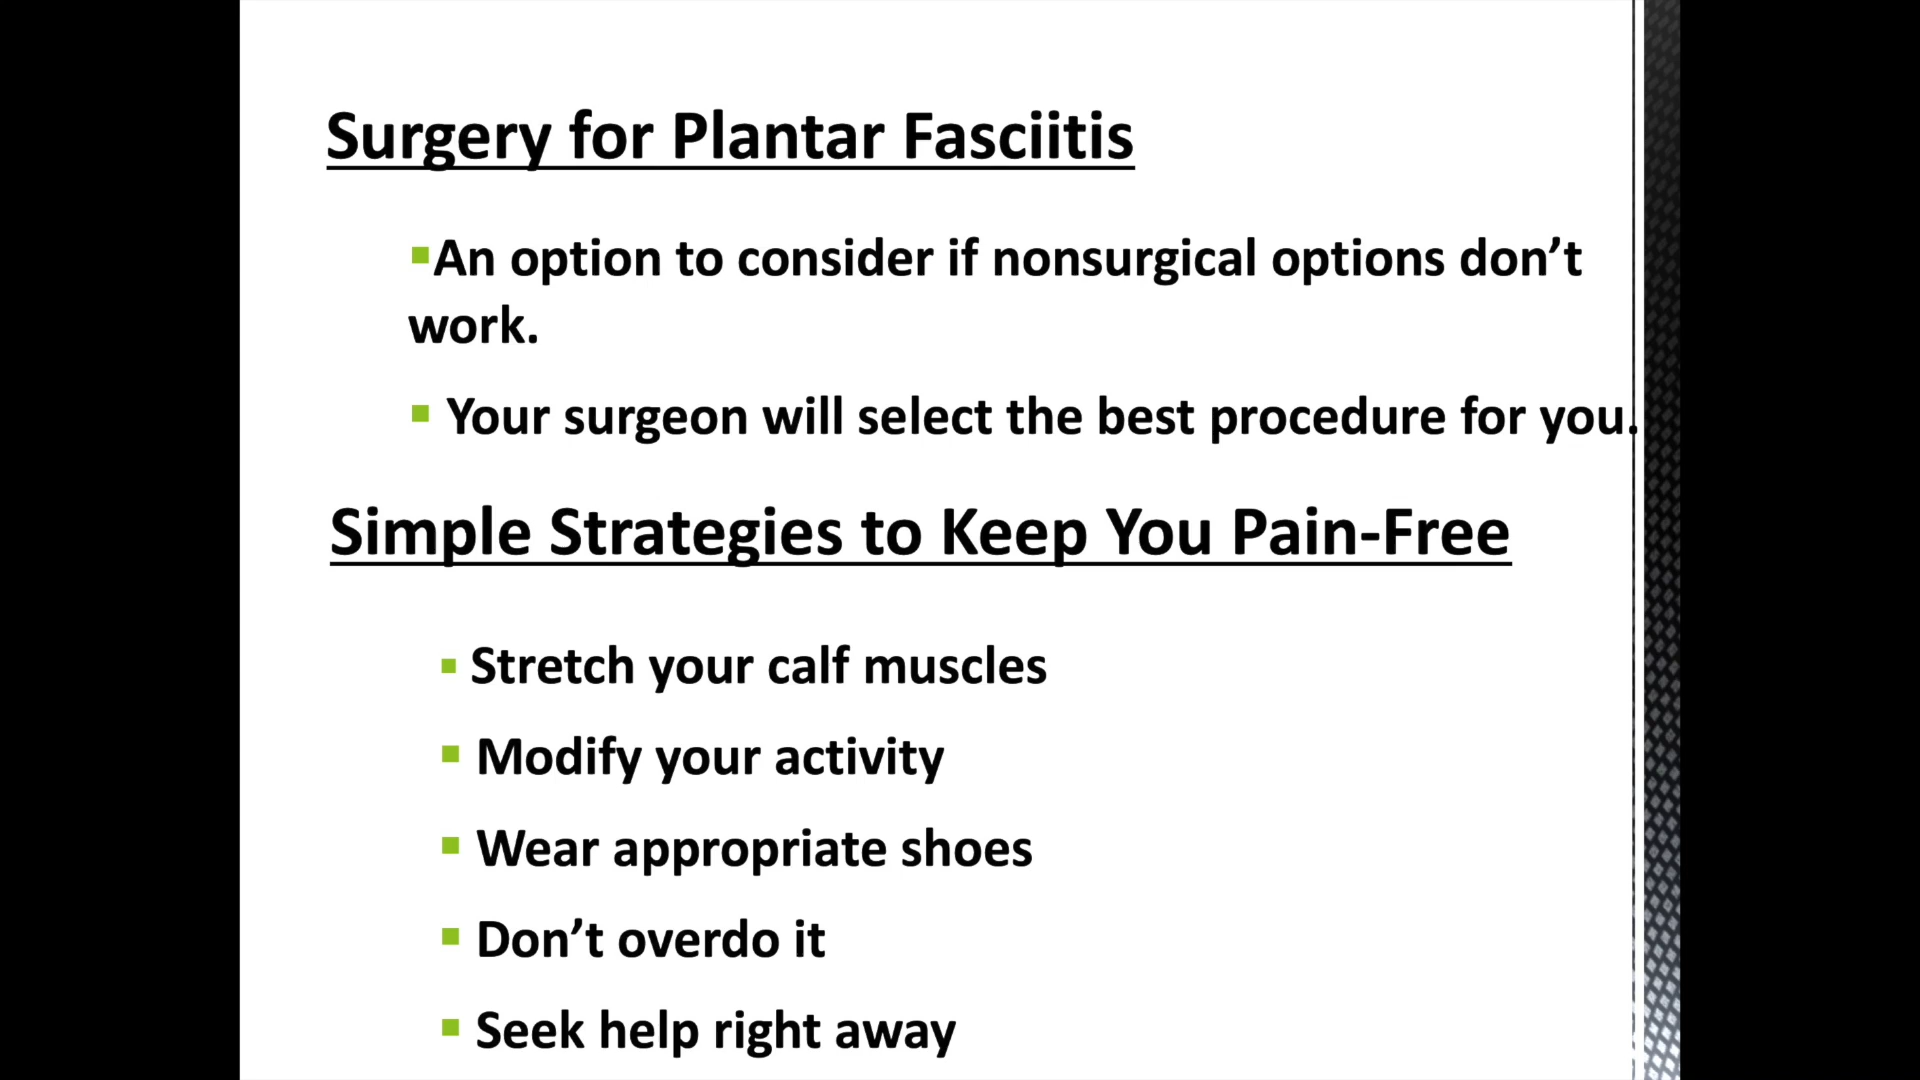 Surgery for Plantar Fasciitis
▪An option to consider if nonsurgical options don’t
work.
▪ Your surgeon will select the best procedure for you.
Simple Strategies to Keep You Pain-Free
▪ Stretch your calf muscles
▪ Modify your activity
▪ Wear appropriate shoes
▪ Don’t overdo it
▪ Seek help right away